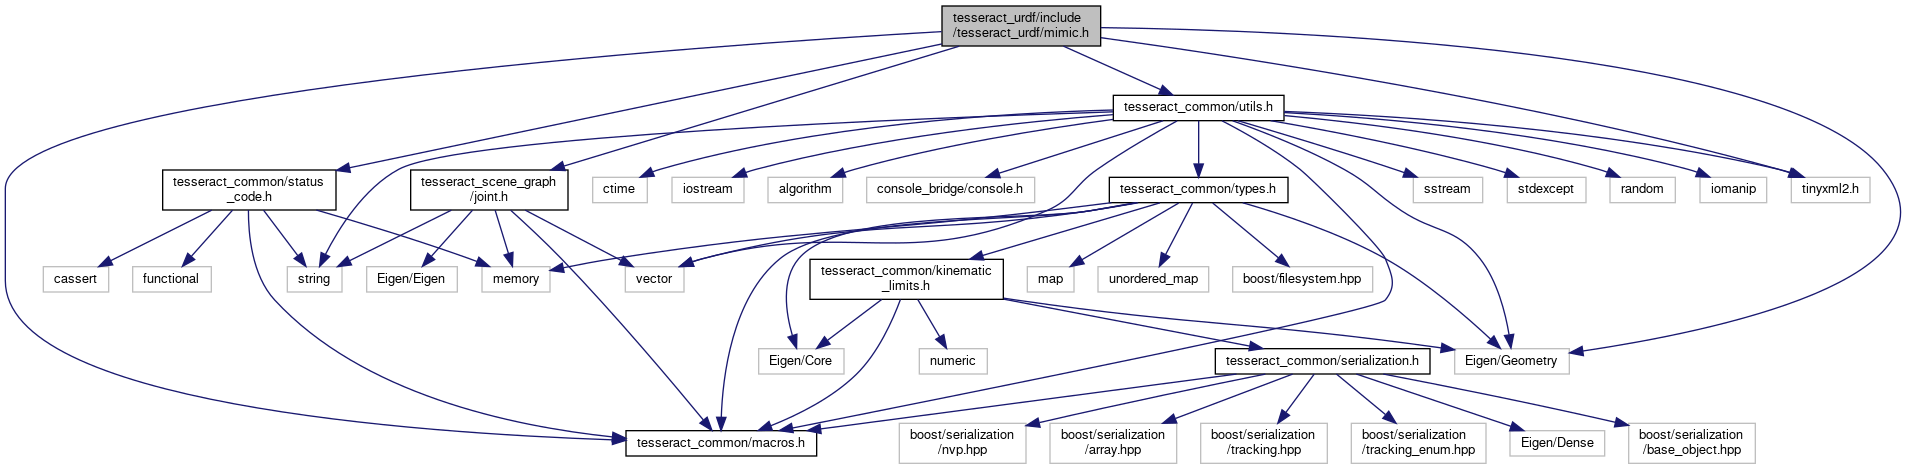 tesseract_urdf/include
/tesseract_urdf/mimic.h
tesseract_common/utils.h
tesseract_common/status
_code.h
tesseract_scene_graph
/joint.h
ctime
iostream
algorithm
console_bridge/console.h
tesseract_common/types.h
sstream
stdexcept
random
iomanip
tinyxml2.h
cassert
functional
string
Eigen/Eigen
memory
vector
tesseract_common/kinematic
_limits.h
map
unordered_map
boost/filesystem.hpp
Eigen/Core
numeric
tesseract_common/serialization.h
Eigen/Geometry
tesseract_common/macros.h
boost/serialization
/nvp.hpp
boost/serialization
/array.hpp
boost/serialization
/tracking.hpp
boost/serialization
/tracking_enum.hpp
Eigen/Dense
boost/serialization
/base_object.hpp